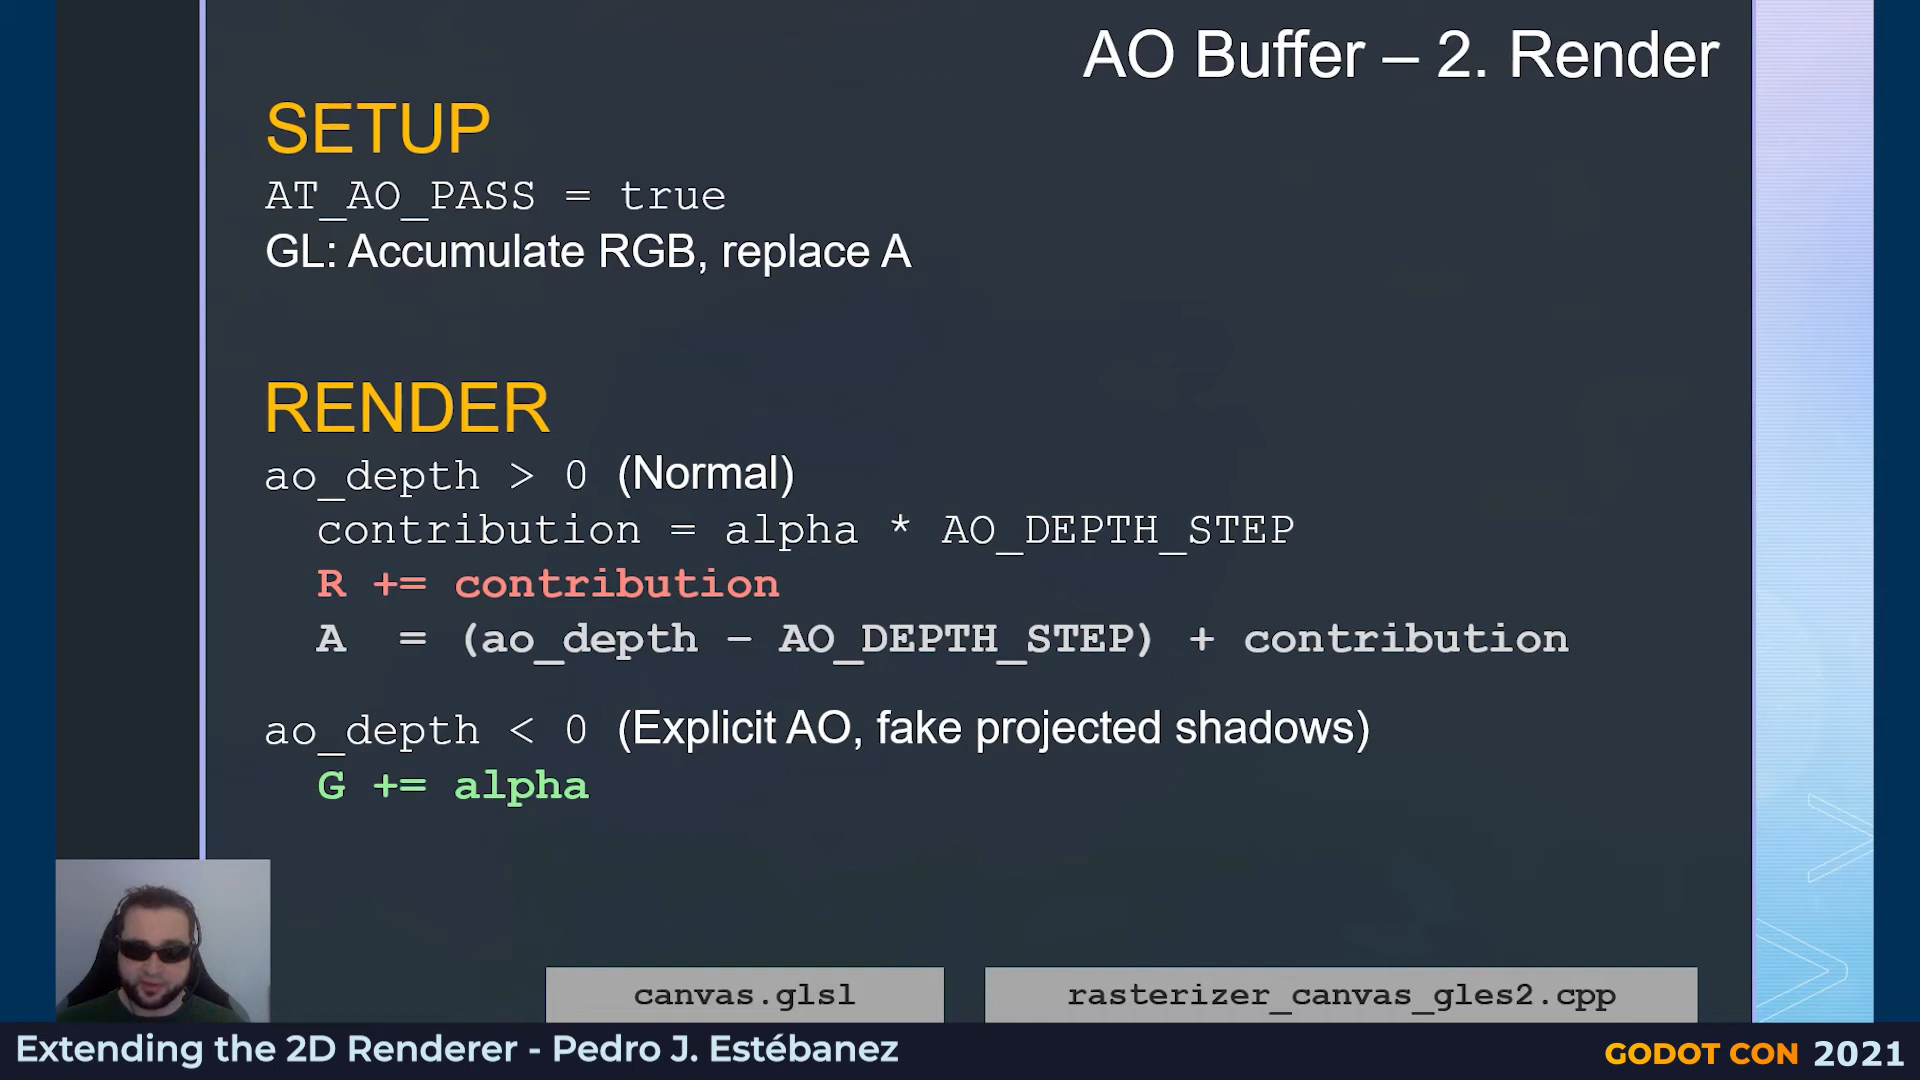 AO Buffer – 2. Render
SETUP
AT_AO_PASS = true
GL: Accumulate RGB, replace A
RENDER
ao_depth > 0 (Normal)
contribution = alpha * AO_DEPTH_STEP
R += contribution
A = (ao_depth – AO_DEPTH_STEP) + contribution
ao_depth < 0 (Explicit AO, fake projected shadows)
G += alpha
canvas.glsl
rasterizer_canvas_gles2.cpp
Extending the 2D Renderer - Pedro J. Estébanez
GODOT CON 2021